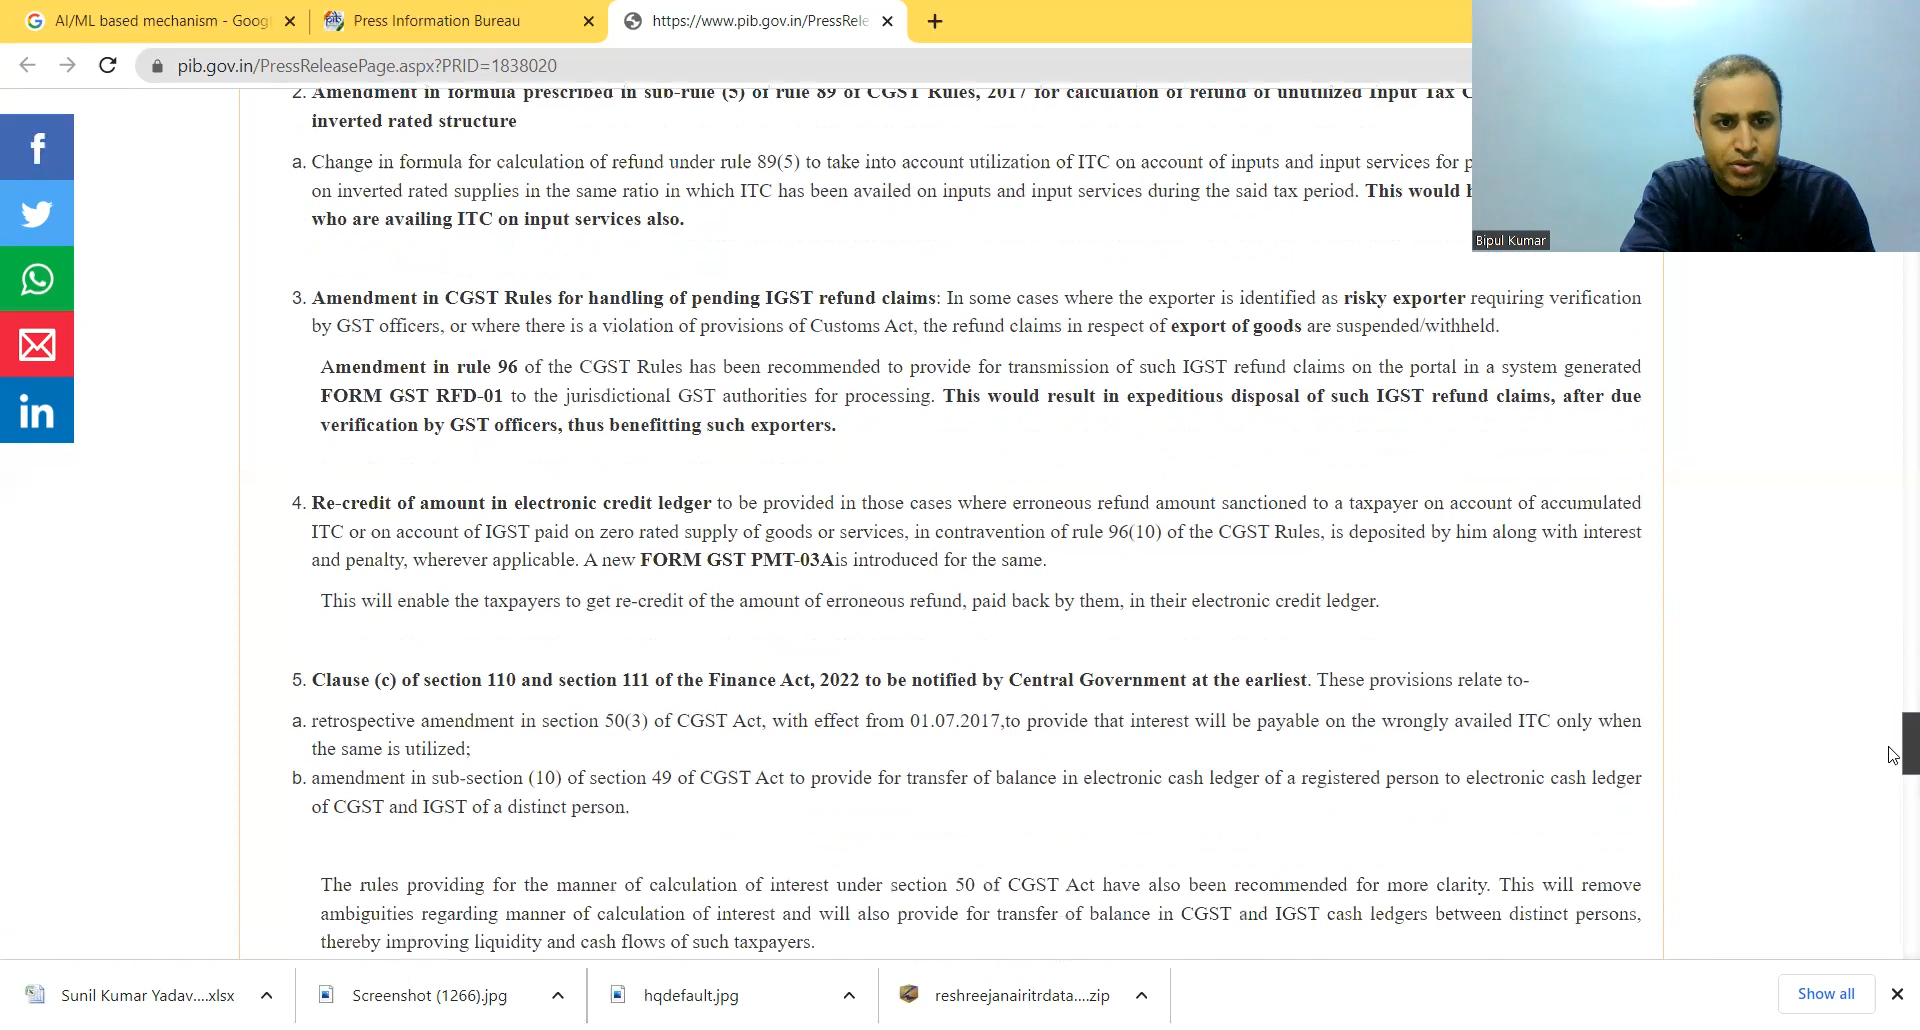 AI/ML based mechanism - Goog
Press Information Bureau
https://www.pib.gov.in/PressRele
pib.gov.in/PressReleasePage.aspx?PRID=1838020
2. Amendment in formula prescribed in sub-rule (5) of rule 89 of CGST Rules, 2017 for calculation of refund of unutilized Input Tax C
inverted rated structure
a. Change in formula for calculation of refund under rule 89(5) to take into account utilization of ITC on account of inputs and input services for p
on inverted rated supplies in the same ratio in which ITC has been availed on inputs and input services during the said tax period. This would h
who are availing ITC on input services also.
Bipul Kumar
3. Amendment in CGST Rules for handling of pending IGST refund claims: In some cases where the exporter is identified as risky exporter requiring verification
by GST officers, or where there is a violation of provisions of Customs Act, the refund claims in respect of export of goods are suspended/withheld.
Amendment in rule 96 of the CGST Rules has been recommended to provide for transmission of such IGST refund claims on the portal in a system generated
FORM GST RFD-01 to the jurisdictional GST authorities for processing. This would result in expeditious disposal of such IGST refund claims, after due
verification by GST officers, thus benefitting such exporters.
4. Re-credit of amount in electronic credit ledger to be provided in those cases where erroneous refund amount sanctioned to a taxpayer on account of accumulated
ITC or on account of IGST paid on zero rated supply of goods or services, in contravention of rule 96(10) of the CGST Rules, is deposited by him along with interest
and penalty, wherever applicable. A new FORM GST PMT-03Ais introduced for the same.
This will enable the taxpayers to get re-credit of the amount of erroneous refund, paid back by them, in their electronic credit ledger.
5. Clause (c) of section 110 and section 111 of the Finance Act, 2022 to be notified by Central Government at the earliest. These provisions relate to-
a. retrospective amendment in section 50(3) of CGST Act, with effect from 01.07.2017,to provide that interest will be payable on the wrongly availed ITC only when
the same is utilized;
b. amendment in sub-section (10) of section 49 of CGST Act to provide for transfer of balance in electronic cash ledger of a registered person to electronic cash ledger
of CGST and IGST of a distinct person.
The rules providing for the manner of calculation of interest under section 50 of CGST Act have also been recommended for more clarity. This will remove
ambiguities regarding manner of calculation of interest and will also provide for transfer of balance in CGST and IGST cash ledgers between distinct persons,
thereby improving liquidity and cash flows of such taxpayers.
Sunil Kumar Yadav....xlsx
Screenshot (1266).jpg
hqdefault.jpg
reshreejanairitrdata....zip
Show all